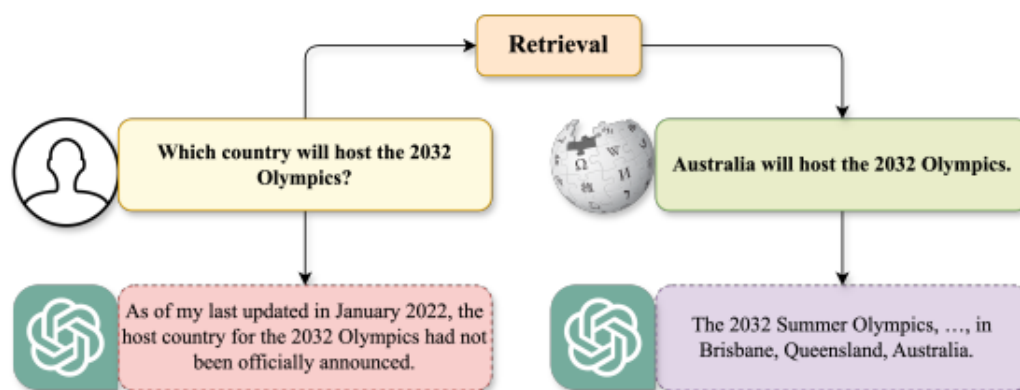 Retrieval
Which country will host the 2032
Olympics?
Australia will host the 2032 Olympics.
As of my last updated in January 2022, the
host country for the 2032 Olympics had not
been officially announced.
The 2032 Summer Olympics, …, in
Brisbane, Queensland, Australia.